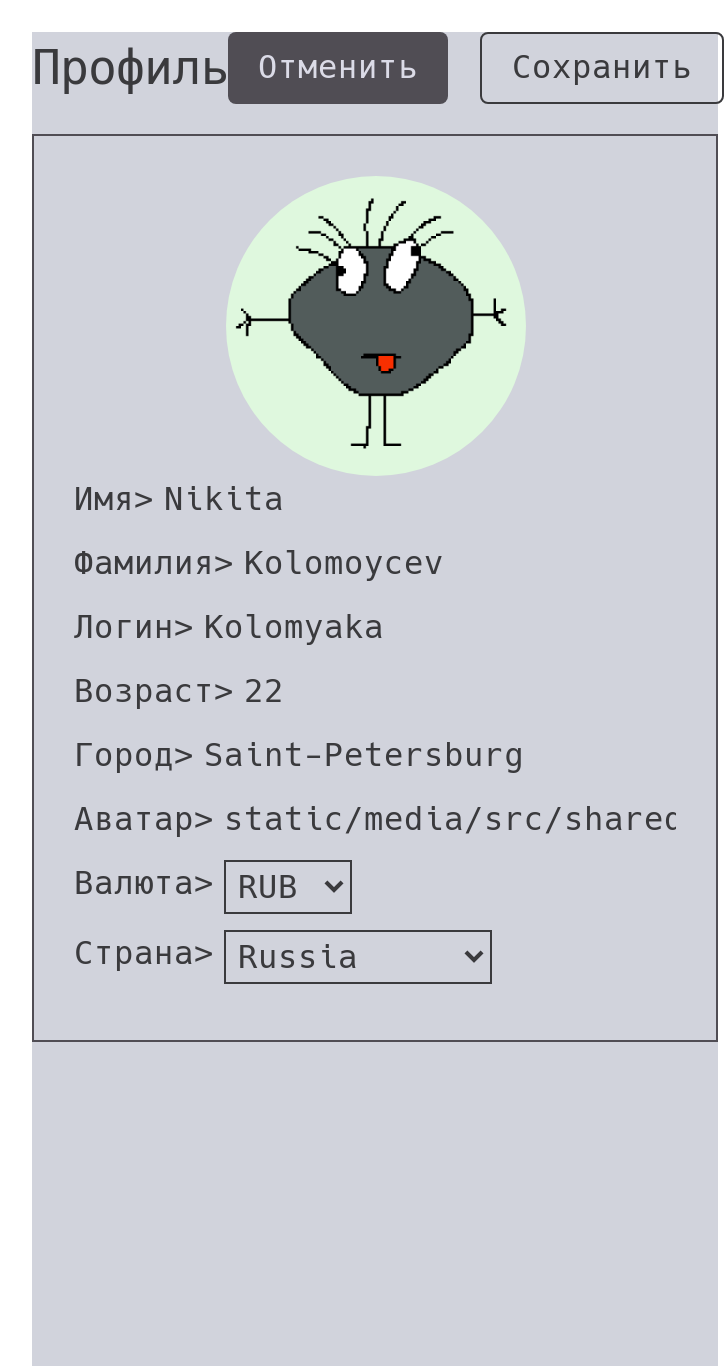 Профиль Отменить Сохранить
Имя> Nikita
Фамилия> Kolomoycev
Логин> Kolomyaka
Возраст> 22
Город> Saint-Petersburg
Аватар> static/media/src/shared
Валюта> RUB
Страна> Russia